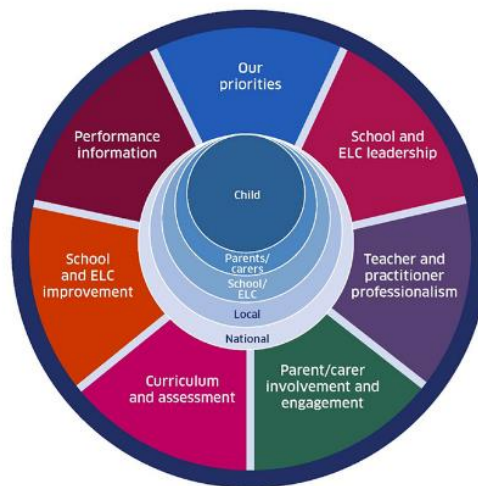 Our
priorities
School and
ELC leadership
Teacher and
practitioner
professionalism
Parent/carer
involvement and
engagement
Curriculum
and assessment
School
and ELC
improvement
Performance
information
Child
Parents/
carers
School/
ELC
Local
National